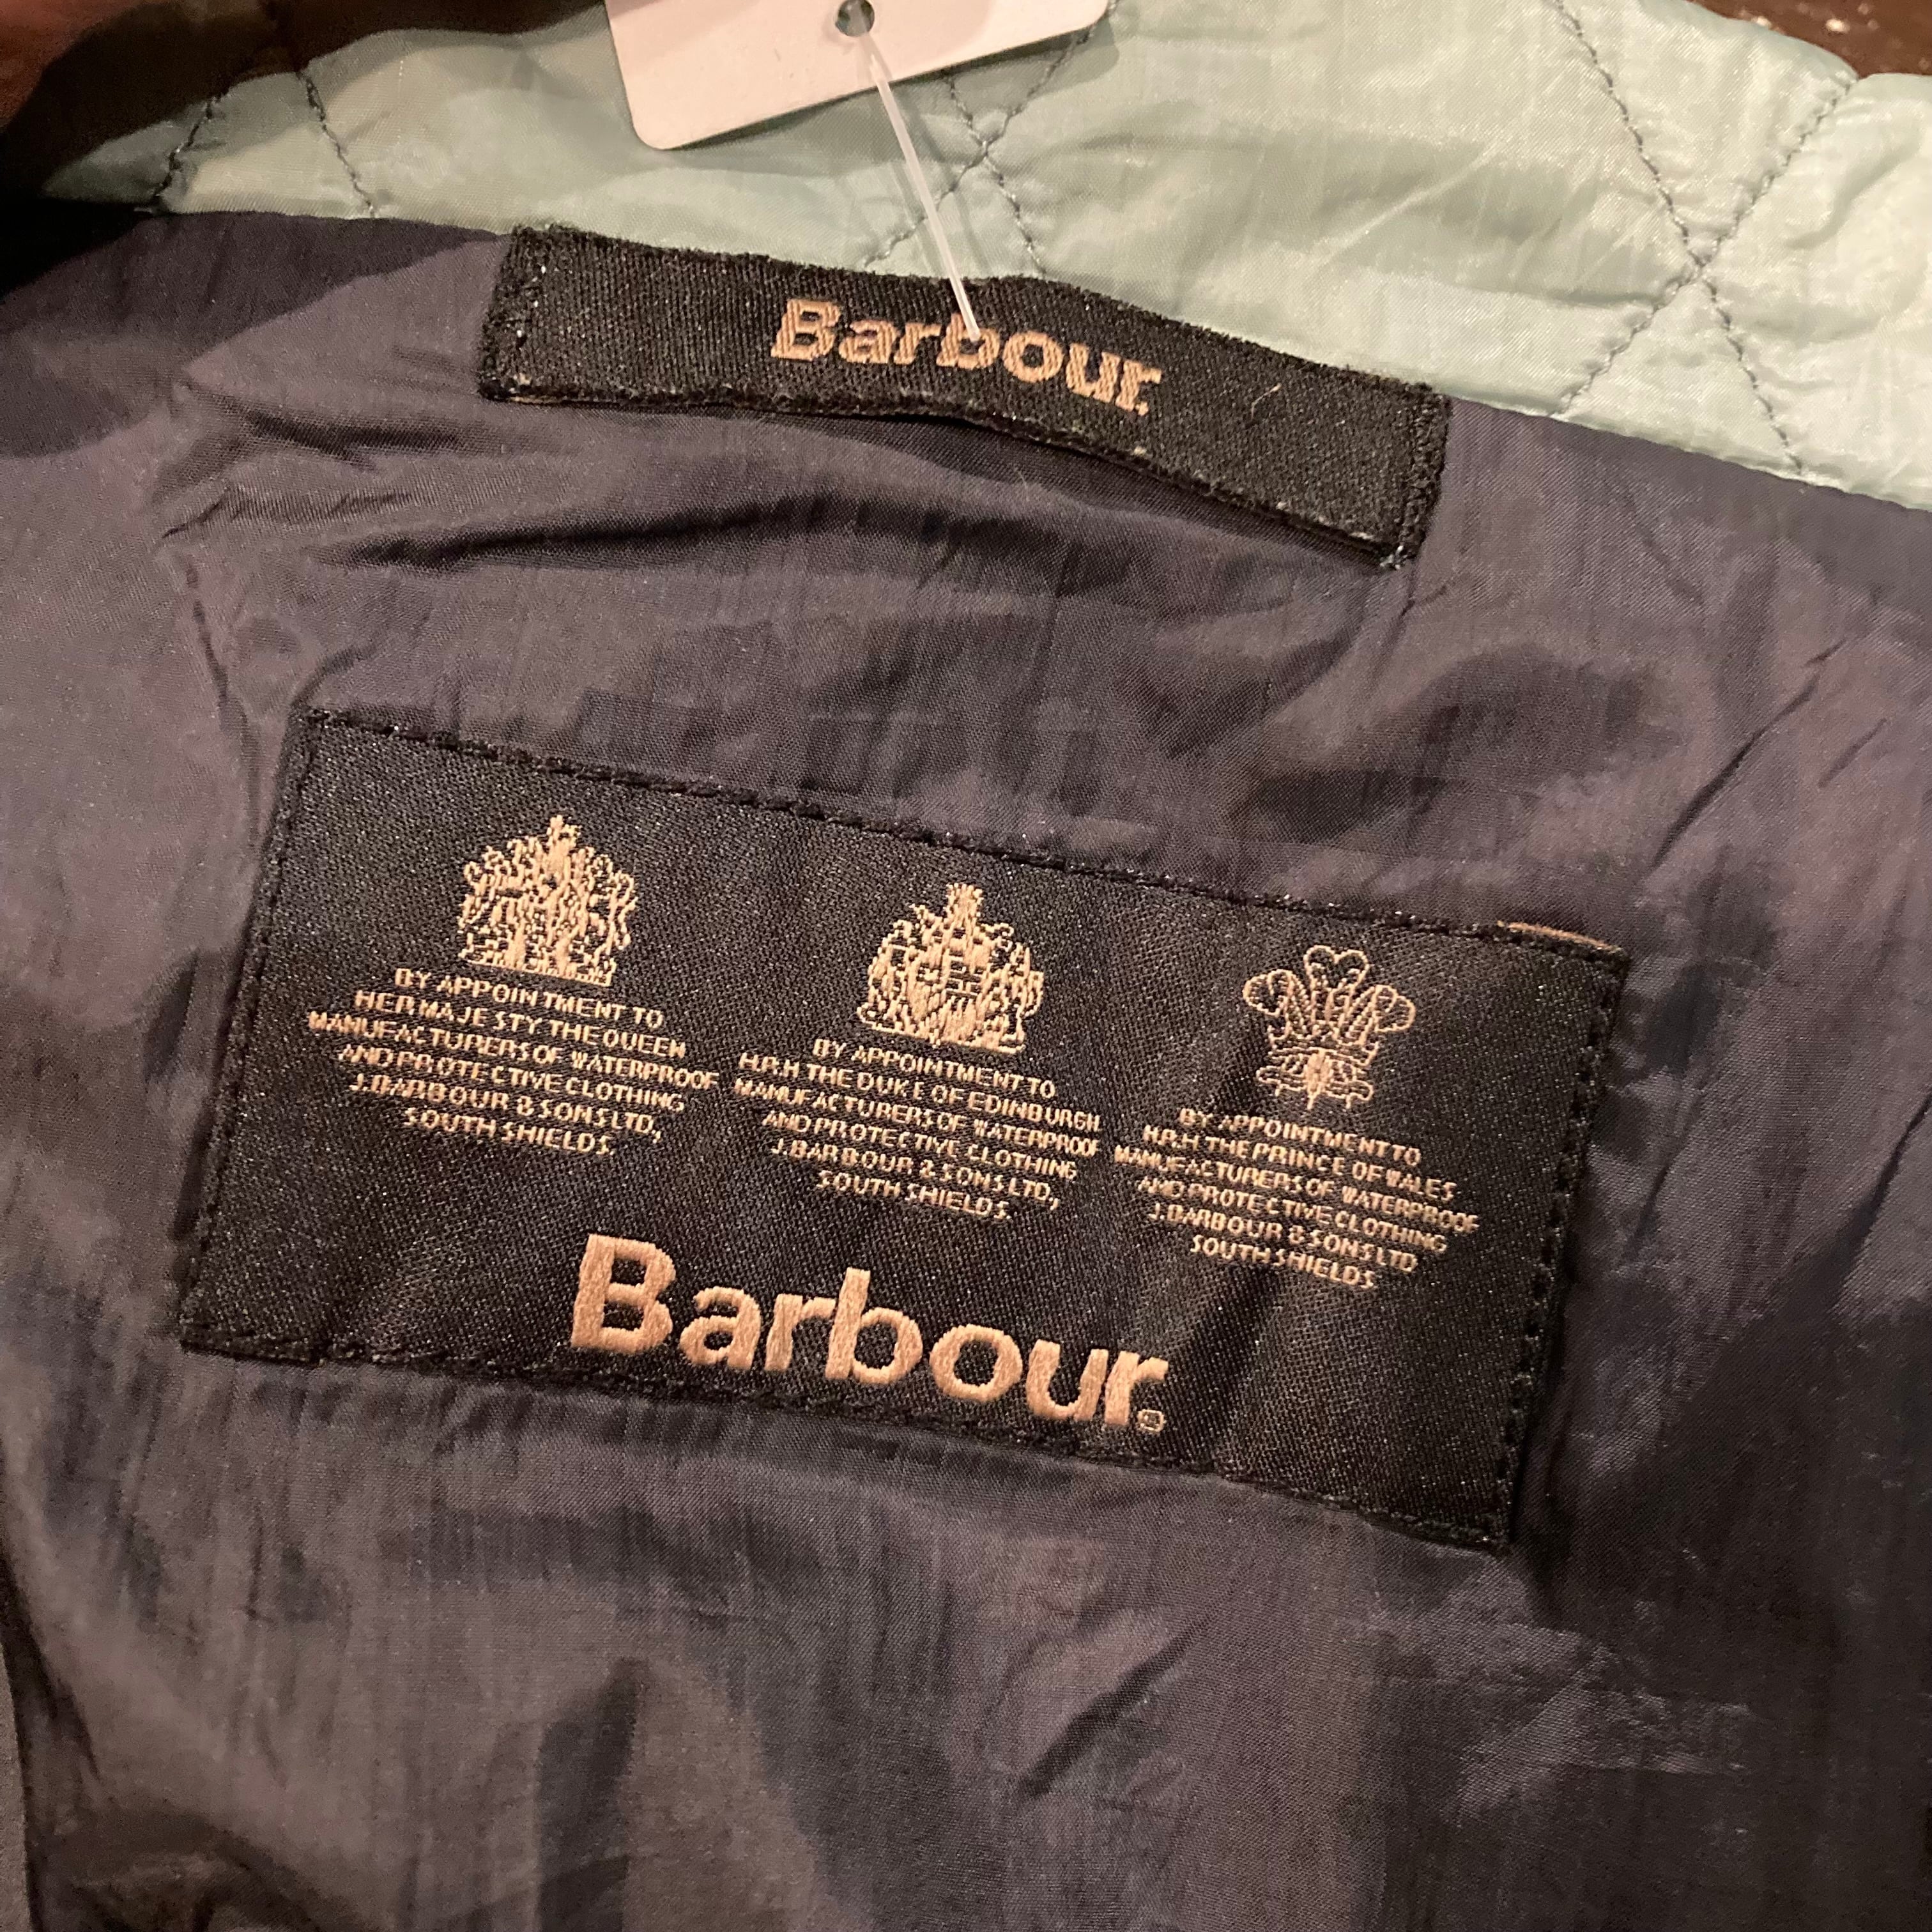 Barbour.
BY APPOINTMENT TO
HER MAJESTY THE QUEEN
MANUFACTURERS OF WATERPROOF
AND PROTECTIVE CLOTHING
J.BARBOUR & SONS LTD,
SOUTH SHIELDS.
BY APPOINTMENT TO
H.R.H THE DUKE OF EDINBURGH
MANUFACTURERS OF WATERPROOF
AND PROTECTIVE CLOTHING
J.BARBOUR & SONS LTD,
SOUTH SHIELDS.
BY APPOINTMENT TO
H.R.H THE PRINCE OF WALES
MANUFACTURERS OF WATERPROOF
AND PROTECTIVE CLOTHING
J.BARBOUR & SONS LTD
SOUTH SHIELDS
Barbour.®